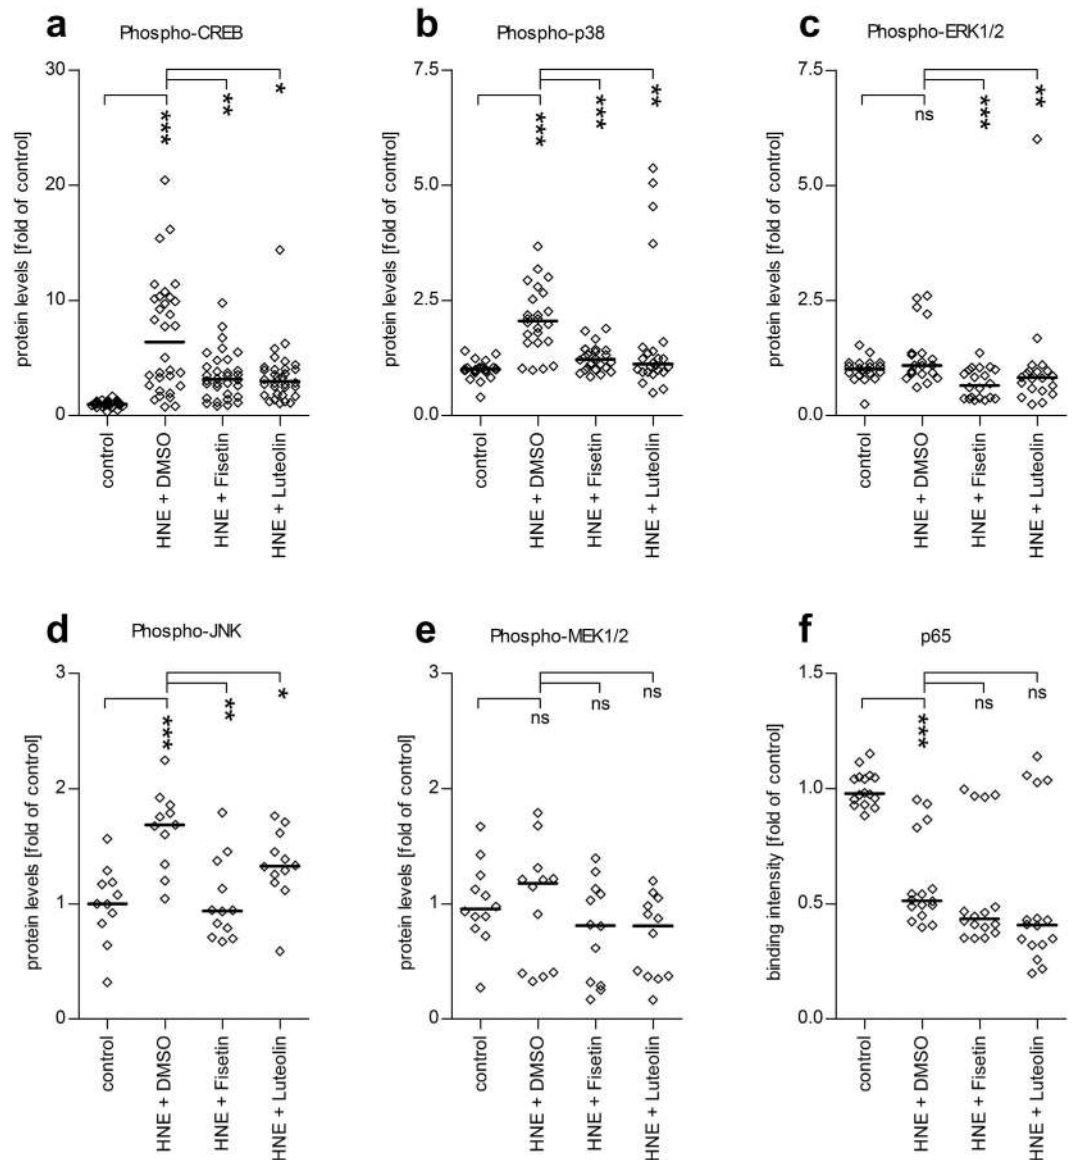 a
Phospho-CREB
protein levels [fold of control]
30
20
10
0
***
**
*
control
HNE + DMSO
HNE + Fisetin
HNE + Luteolin
b
Phospho-p38
protein levels [fold of control]
7.5
5.0
2.5
0.0
***
***
**
control
HNE + DMSO
HNE + Fisetin
HNE + Luteolin
c
Phospho-ERK1/2
protein levels [fold of control]
7.5
5.0
2.5
0.0
ns
***
**
control
HNE + DMSO
HNE + Fisetin
HNE + Luteolin
d
Phospho-JNK
protein levels [fold of control]
3
2
1
0
***
**
*
control
HNE + DMSO
HNE + Fisetin
HNE + Luteolin
e
Phospho-MEK1/2
protein levels [fold of control]
3
2
1
0
ns
ns
ns
control
HNE + DMSO
HNE + Fisetin
HNE + Luteolin
f
p65
binding intensity [fold of control]
1.5
1.0
0.5
0.0
***
ns
ns
control
HNE + DMSO
HNE + Fisetin
HNE + Luteolin